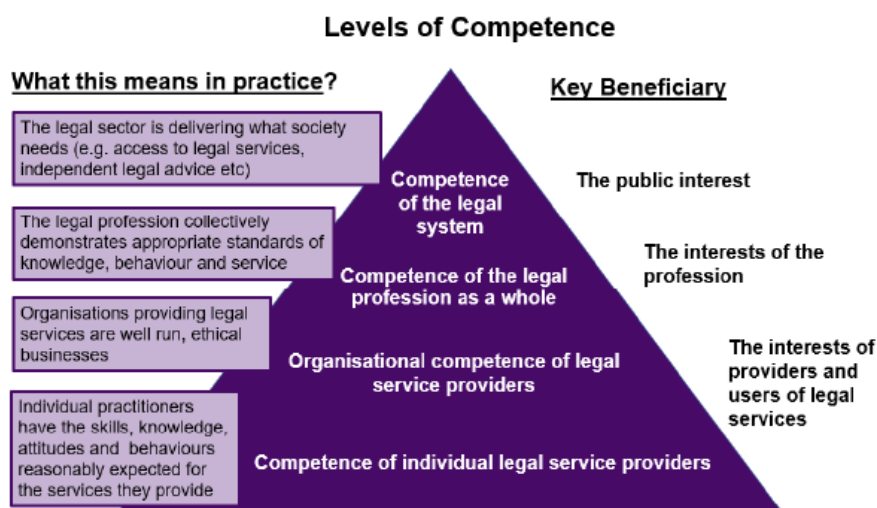 Levels of Competence
What this means in practice?
Key Beneficiary
The legal sector is delivering what society
needs (e.g. access to legal services,
independent legal advice etc)
Competence
of the legal
system
The public interest
The legal profession collectively
demonstrates appropriate standards of
knowledge, behaviour and service
Competence of the legal
profession as a whole
The interests of the
profession
Organisations providing legal
services are well run, ethical
businesses
Organisational competence of legal
service providers
The interests of
providers and
users of legal
services
Individual practitioners
have the skills, knowledge,
attitudes and behaviours
reasonably expected for
the services they provide
Competence of individual legal service providers